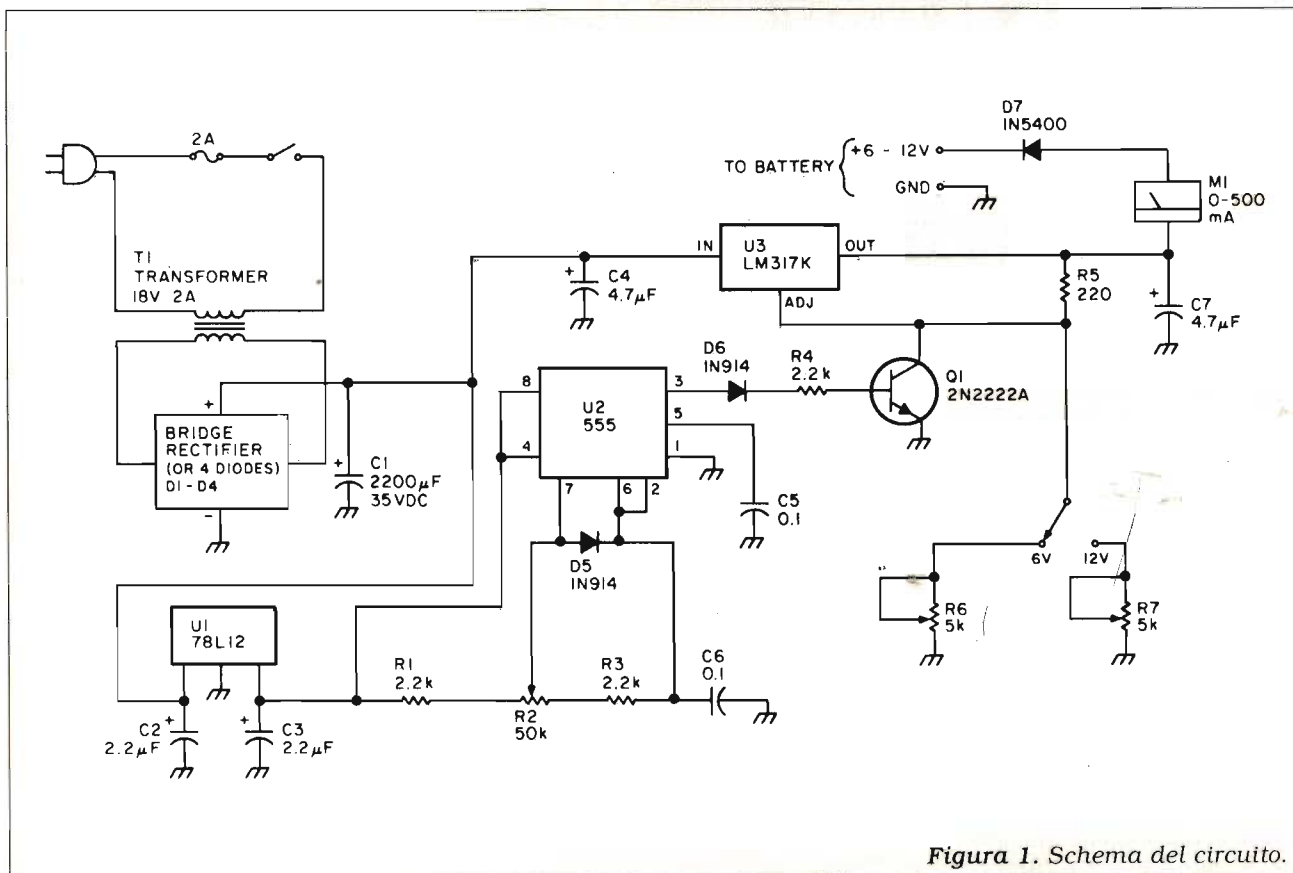 2A
T1
TRANSFORMER
18V 2A
BRIDGE
RECTIFIER
(OR 4 DIODES)
D1-D4
+
-
+
C1
2200µF
35VDC
U1
78L12
+
C2
2.2µF
+
C3
2.2µF
R1
2.2k
R2
50k
R3
2.2k
C6
0.1
D5
1N914
U2
555
8
4
7
6
2
3
5
1
C5
0.1
D6
1N914
R4
2.2k
Q1
2N2222A
+
C4
4.7µF
IN
U3
LM317K
OUT
ADJ
TO BATTERY
+6 - 12V
GND
D7
1N5400
M1
0-500
mA
R5
220
+
C7
4.7µF
6V
12V
R6
5k
R7
5k
Figura 1. Schema del circuito.